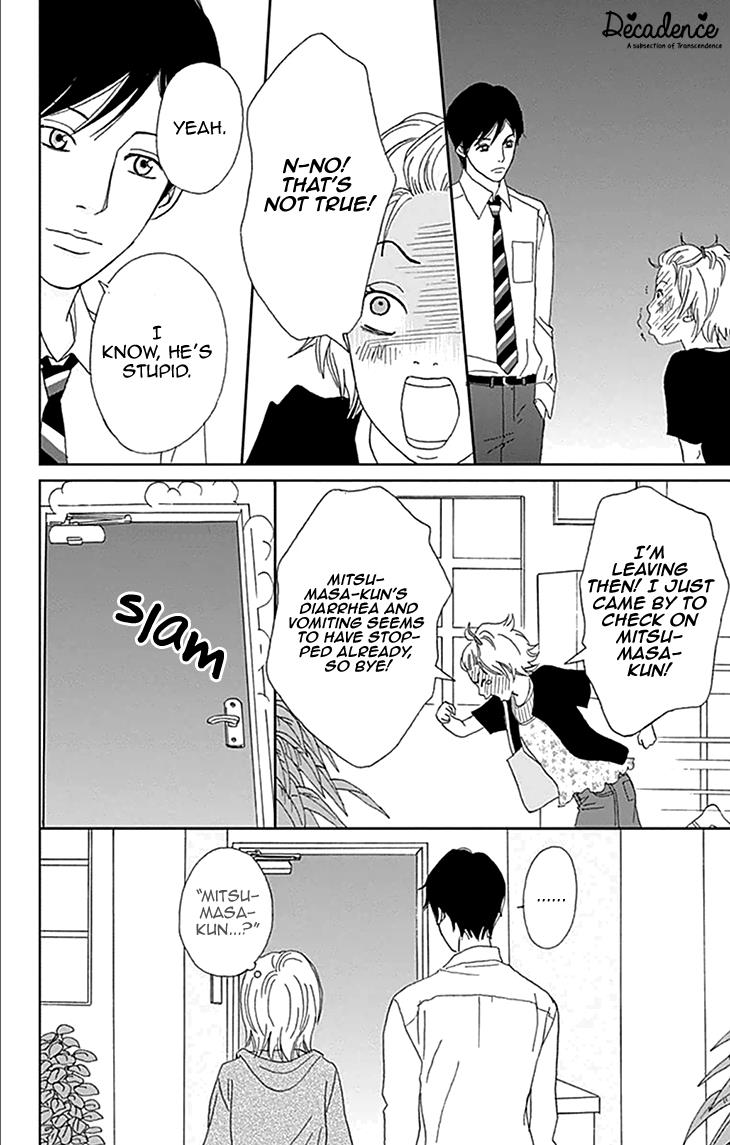 Decadence
A subsection of Transcendence
N-NO!
THAT'S
NOT TRUE!
YEAH.
I
KNOW, HE'S
STUPID.
I'M
LEAVING
THEN! I JUST
CAME BY TO
CHECK ON
MITSU-
MASA-
KUN!
MITSU-
MASA-KUN'S
DIARRHEA AND
VOMITING SEEMS
TO HAVE STOP-
PED ALREADY,
SO BYE!
slam
......
"MITSU-
MASA-
KUN...?"